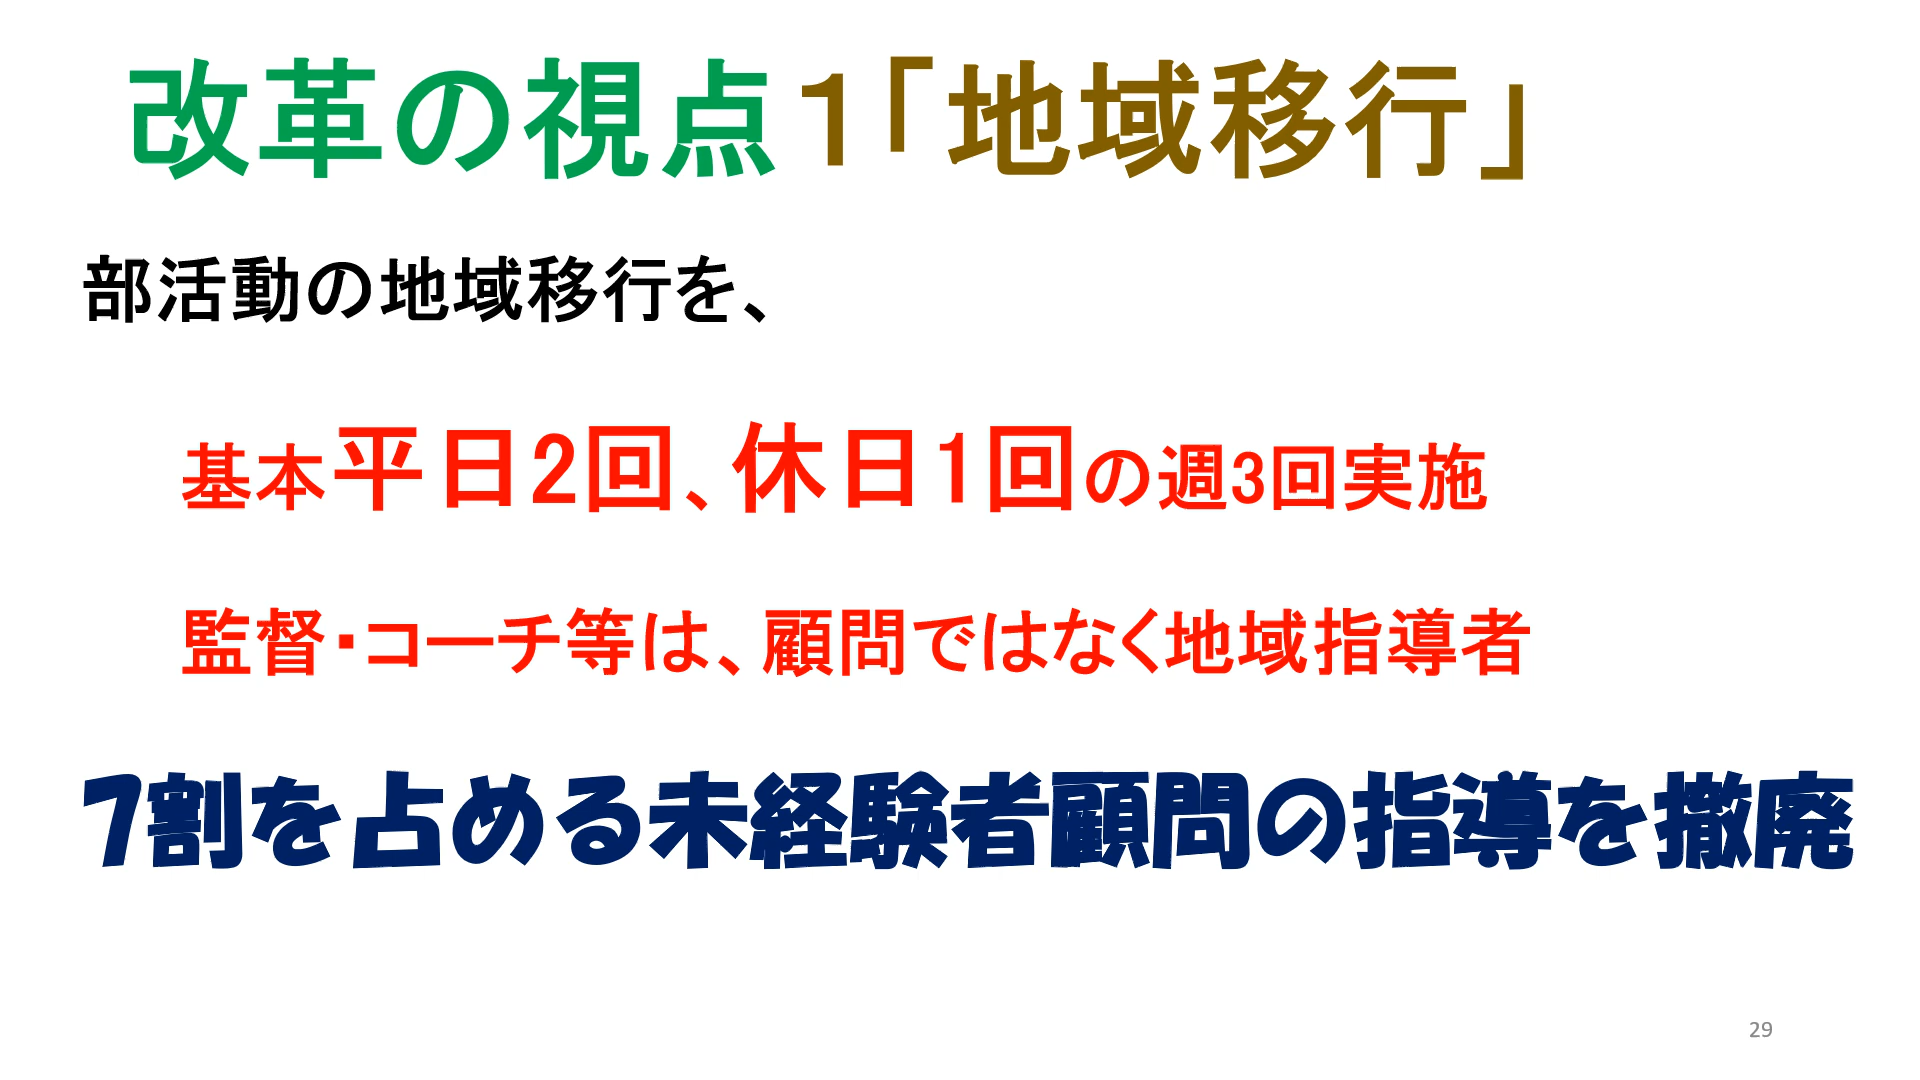 改革の視点１「地域移行」
部活動の地域移行を、
基本平日2回、休日1回の週3回実施
監督・コーチ等は、顧問ではなく地域指導者
7割を占める未経験者顧問の指導を撤廃
29